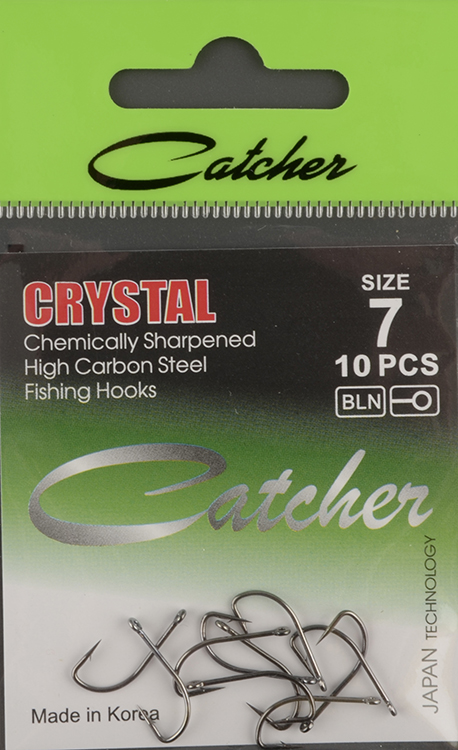 Catcher
CRYSTAL
Chemically Sharpened
High Carbon Steel
Fishing Hooks
SIZE
7
10 PCS
BLN
Catcher
JAPAN TECHNOLOGY
Made in Korea